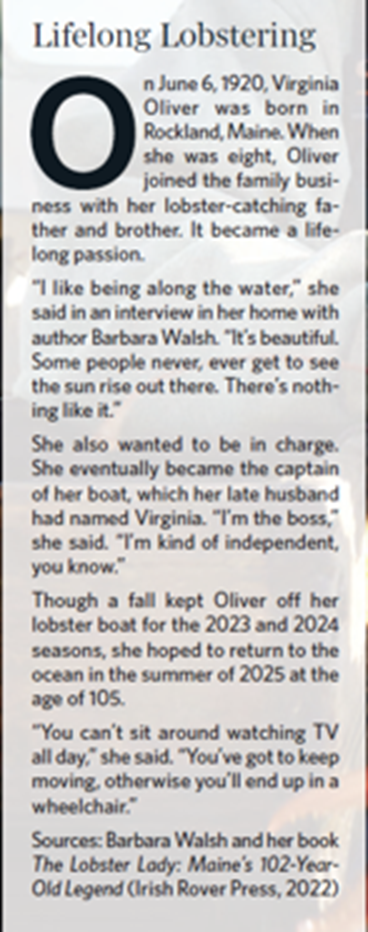 Lifelong Lobstering
On June 6, 1920, Virginia
Oliver was born in
Rockland, Maine. When
she was eight, Oliver
joined the family busi-
ness with her lobster-catching fa-
ther and brother. It became a life-
long passion.
"I like being along the water," she
said in an interview in her home with
author Barbara Walsh. "It's beautiful.
Some people never, ever get to see
the sun rise out there. There's noth-
ing like it."
She also wanted to be in charge.
She eventually became the captain
of her boat, which her late husband
had named Virginia. "I'm the boss,"
she said. "I'm kind of independent,
you know."
Though a fall kept Oliver off her
lobster boat for the 2023 and 2024
seasons, she hoped to return to the
ocean in the summer of 2025 at the
age of 105.
"You can't sit around watching TV
all day," she said. "You've got to keep
moving, otherwise you'll end up in a
wheelchair."
Sources: Barbara Walsh and her book
The Lobster Lady: Maine's 102-Year-
Old Legend (Irish Rover Press, 2022)